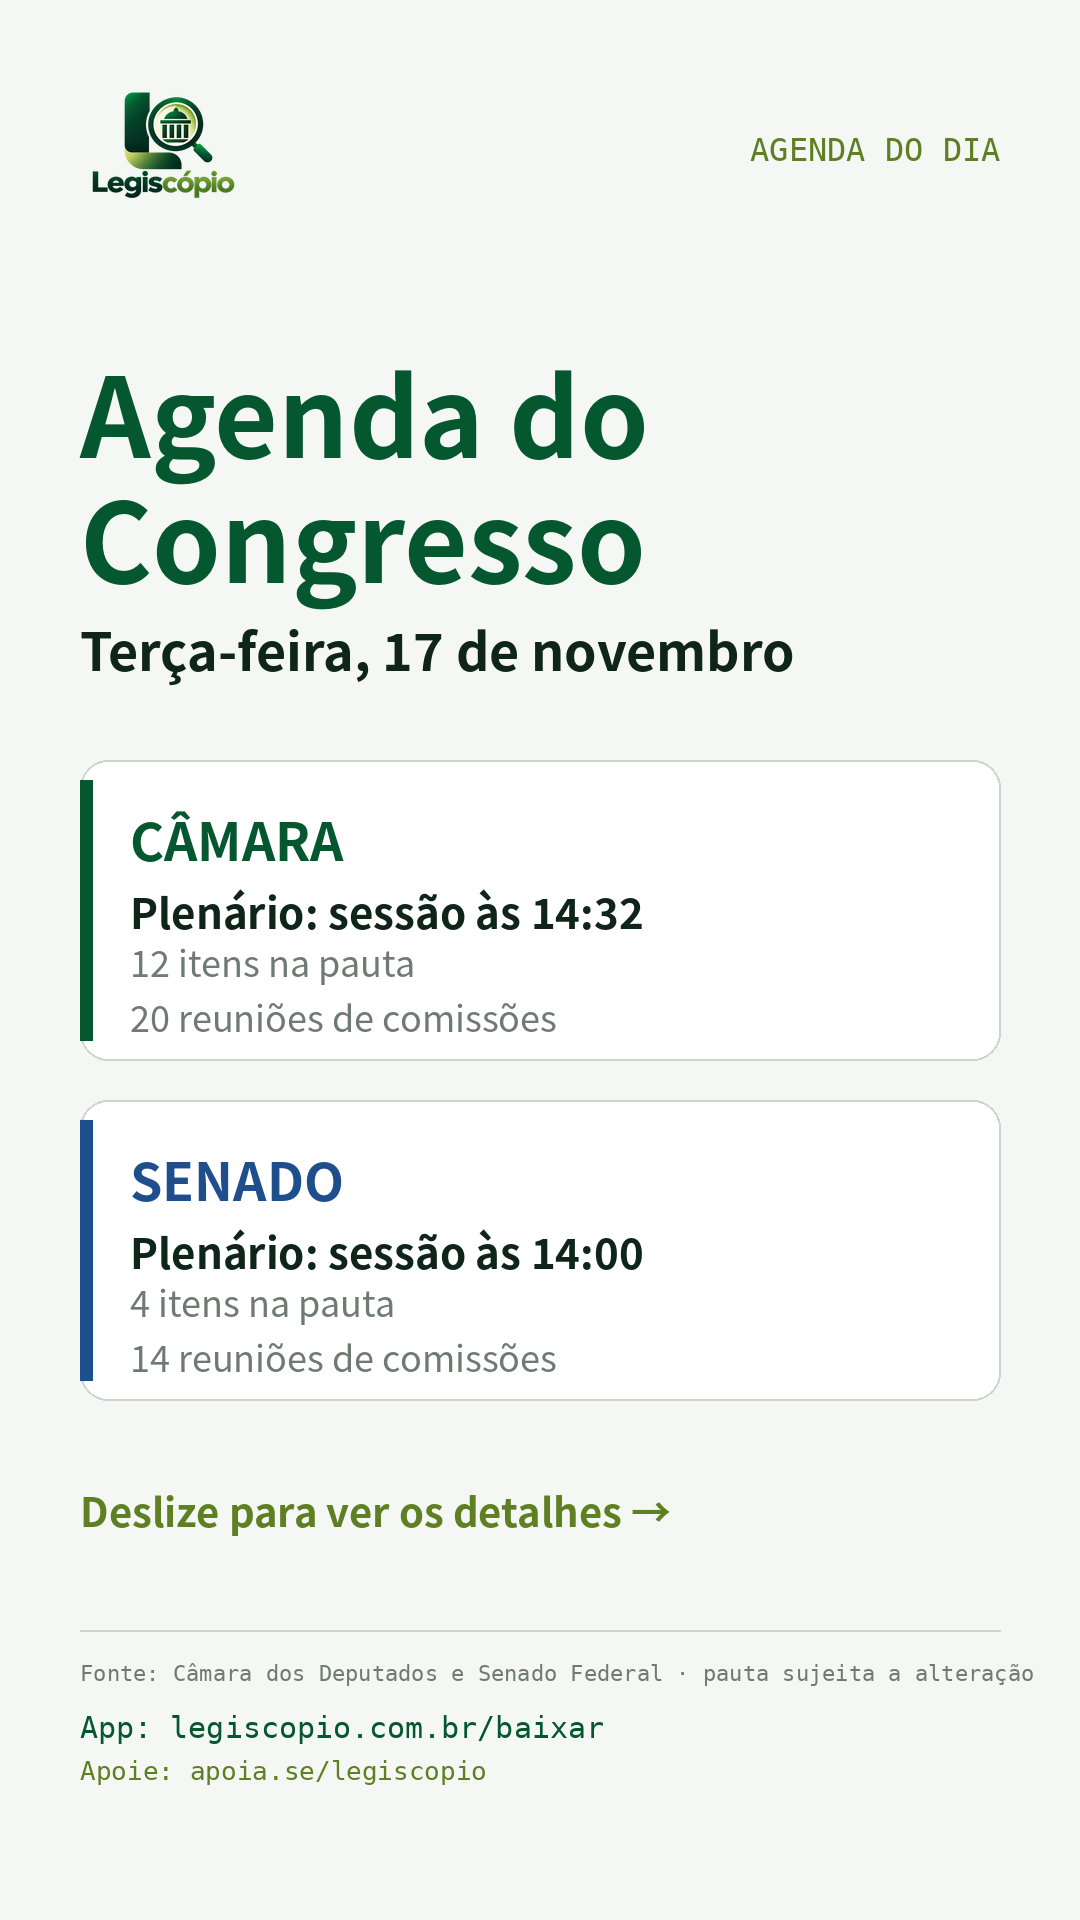 Legiscópio
AGENDA DO DIA
Agenda do
Congresso
Terça-feira, 17 de novembro
CÂMARA
Plenário: sessão às 14:32
12 itens na pauta
20 reuniões de comissões
SENADO
Plenário: sessão às 14:00
4 itens na pauta
14 reuniões de comissões
Deslize para ver os detalhes →
Fonte: Câmara dos Deputados e Senado Federal · pauta sujeita a alteração
App: legiscopio.com.br/baixar
Apoie: apoia.se/legiscopio